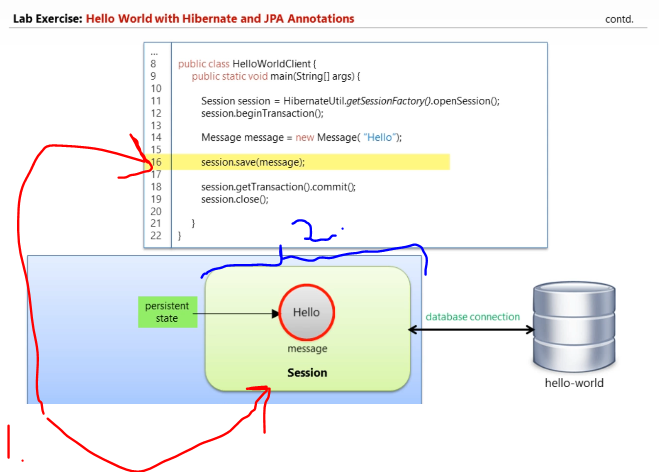 Lab Exercise: Hello World with Hibernate and JPA Annotations
contd.
...
8 public class HelloWorldClient {
9 public static void main(String[] args) {
10
11 Session session = HibernateUtil.getSessionFactory().openSession();
12 session.beginTransaction();
13
14 Message message = new Message( "Hello");
15
16 session.save(message);
17
18 session.getTransaction().commit();
19 session.close();
20
21 }
22 }
2.
persistent
state
Hello
message
Session
database connection
hello-world
1.